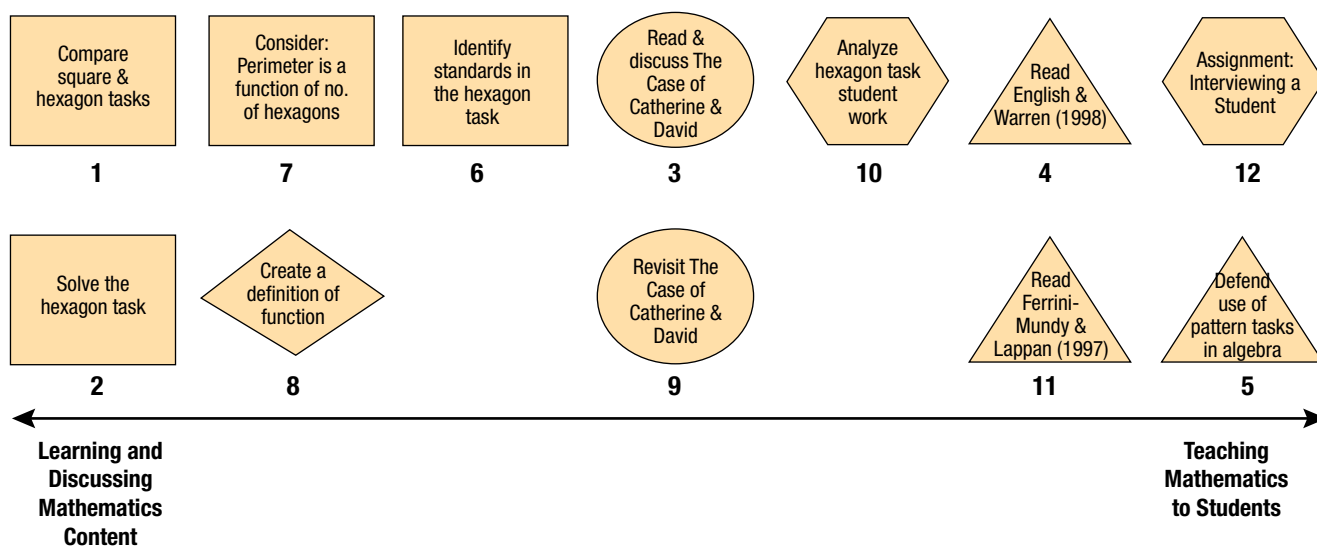 Compare
square &
hexagon tasks
1
Consider:
Perimeter is a
function of no.
of hexagons
7
Identify
standards in
the hexagon
task
6
Read &
discuss The
Case of
Catherine &
David
3
Analyze
hexagon task
student
work
10
Read
English &
Warren (1998)
4
Assignment:
Interviewing a
Student
12
Solve the
hexagon task
2
Create a
definition of
function
8
Revisit The
Case of
Catherine &
David
9
Read
Ferrini-
Mundy &
Lappan (1997)
11
Defend
use of
pattern tasks
in algebra
5
Learning and
Discussing
Mathematics
Content
Teaching
Mathematics
to Students